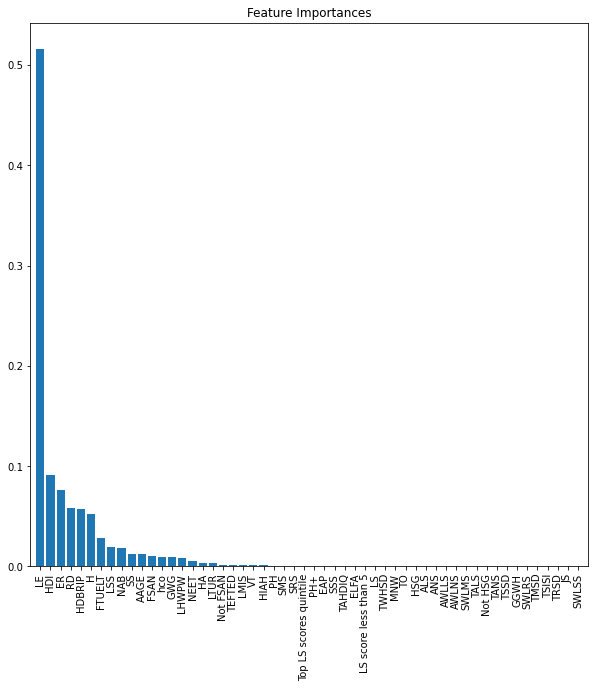 Feature Importances
0.5
0.4
0.3
0.2
0.1
0.0
LE
HDI
ER
RD
HDBRIP
H
FTUELT
LSS
NAB
SS
AAGE
FSAN
hco
GWG
LHWPW
NEET
HA
LTUR
Not FSAN
TEFTED
LMIS
VT
HIAH
PH
SMS
SRS
Top LS scores quintile
PH+
EAP
SSS
TAHDIQ
ELFA
LS score less than 5
LS
TWHSD
MNW
TO
HSG
ALS
ANS
AWLLS
AWLNS
SWLMS
TALS
Not HSG
TANS
TSSD
GGWH
SWLRS
TMSD
TSISI
TRSD
JS
SWLSS